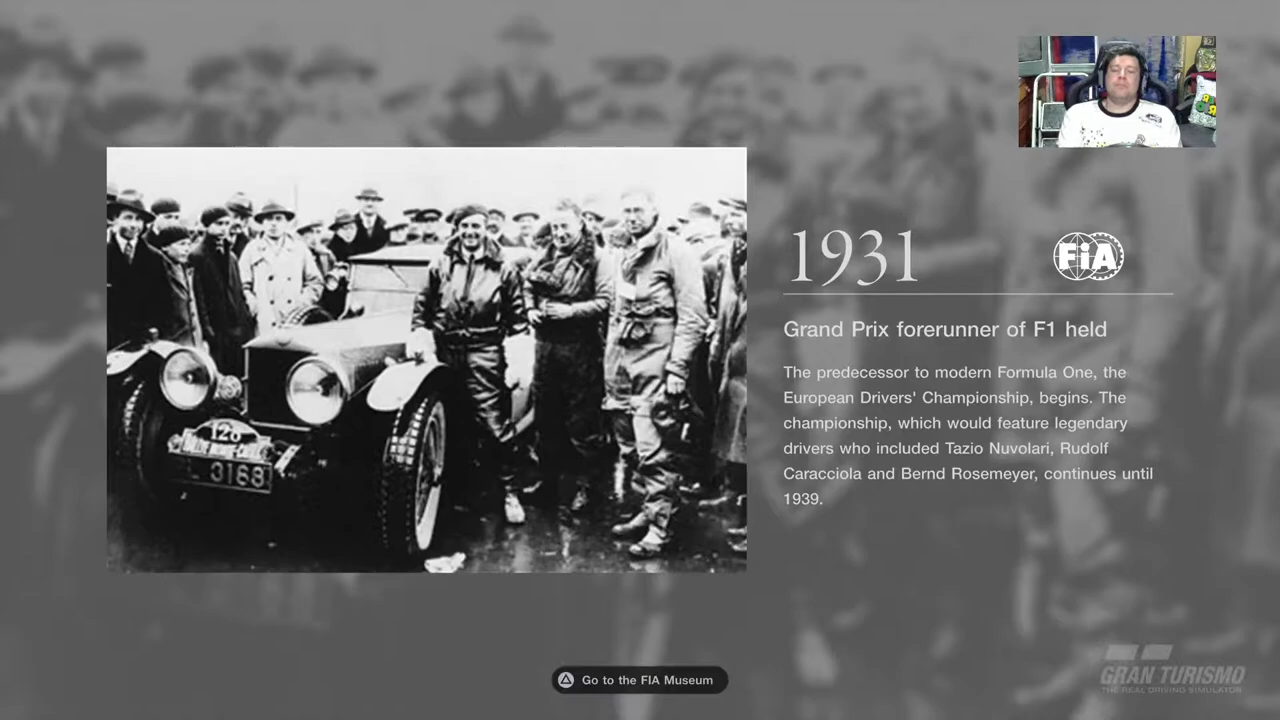 1931
FiA
Grand Prix forerunner of F1 held
The predecessor to modern Formula One, the
European Drivers' Championship, begins. The
championship, which would feature legendary
drivers who included Tazio Nuvolari, Rudolf
Caracciola and Bernd Rosemeyer, continues until
1939.
128
3168
Go to the FIA Museum
GRAN TURISMO
THE REAL DRIVING SIMULATOR